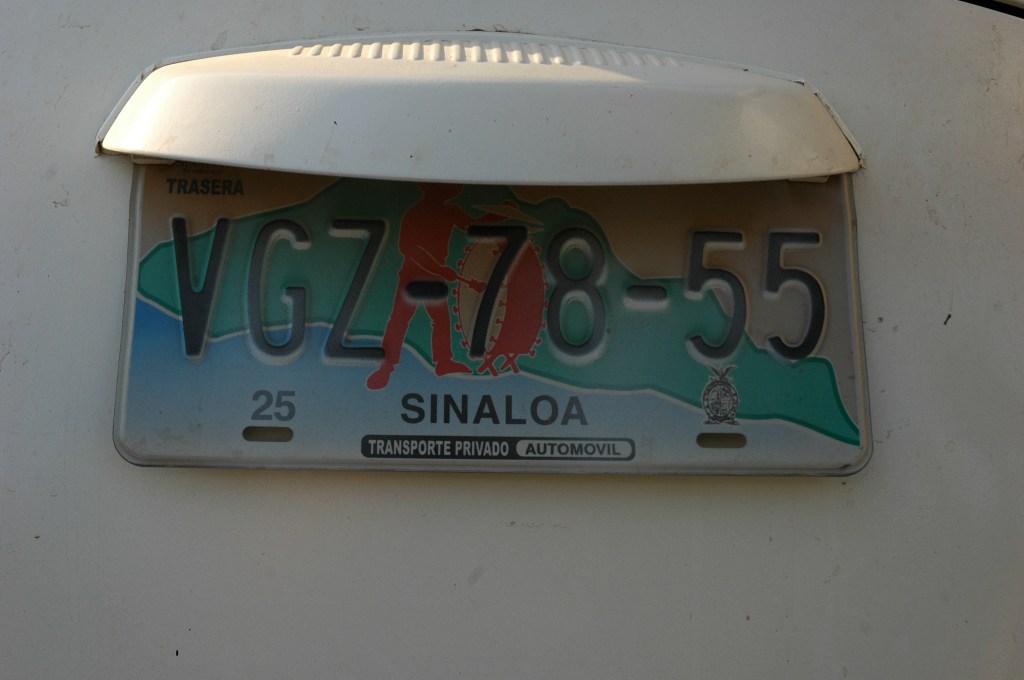 TRASERA
VGZ-78-55
25
SINALOA
TRANSPORTE PRIVADO AUTOMOVIL